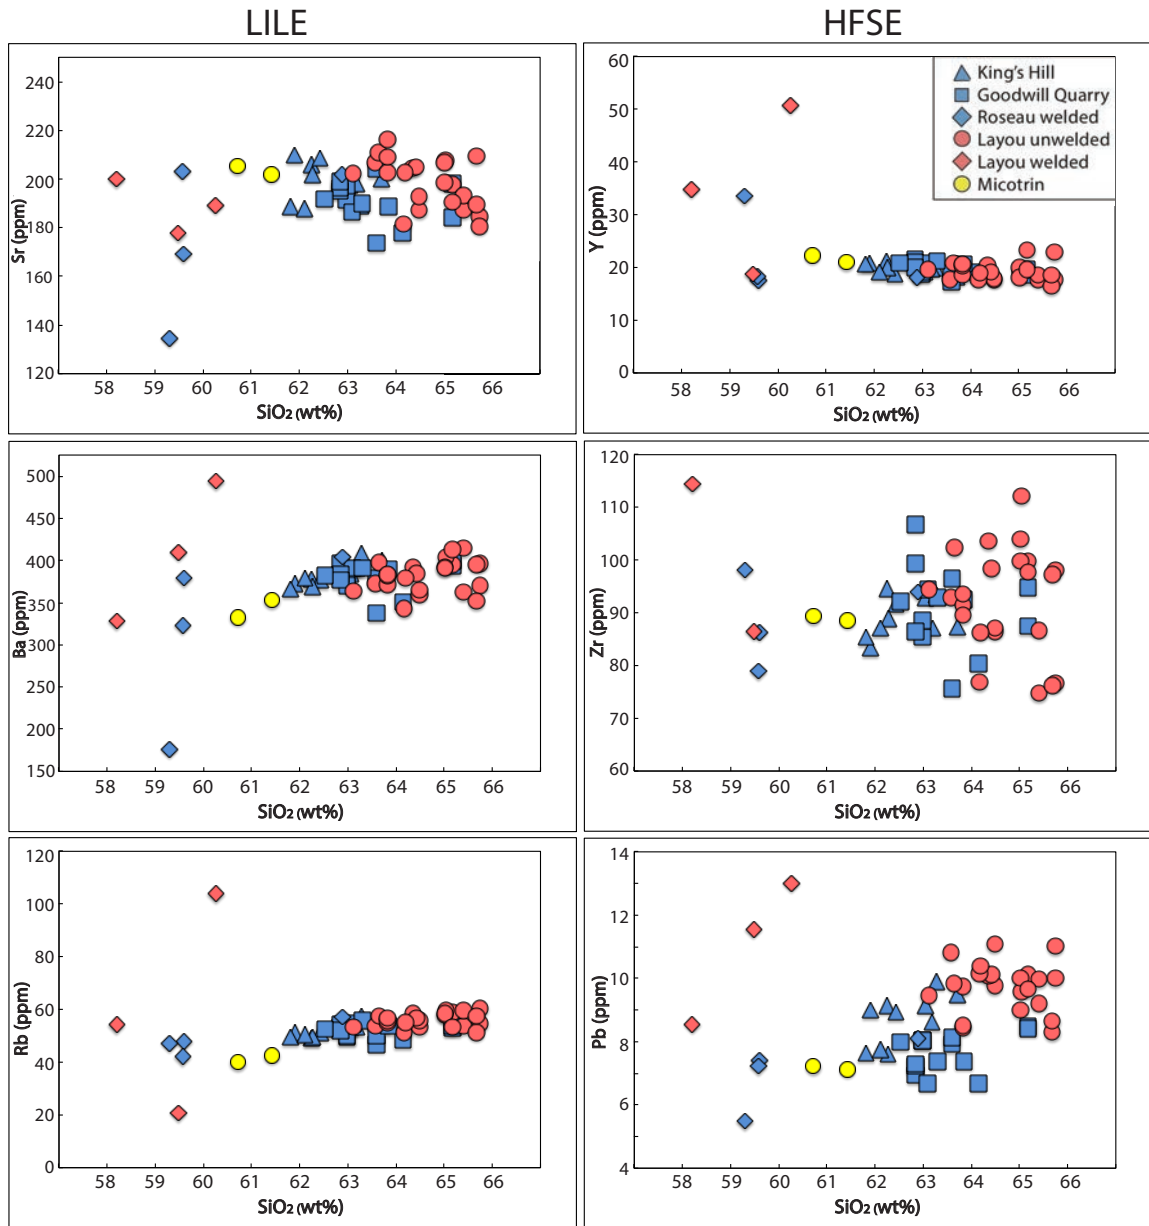 LILE
HFSE
240
220
200
180
160
140
120
Sr (ppm)
58 59 60 61 62 63 64 65 66
SiO2 (wt%)
60
50
40
30
20
10
0
Y (ppm)
King's Hill
Goodwill Quarry
Roseau welded
Layou unwelded
Layou welded
Micotrin
58 59 60 61 62 63 64 65 66
SiO2 (wt%)
500
450
400
350
300
250
200
150
Ba (ppm)
58 59 60 61 62 63 64 65 66
SiO2 (wt%)
120
110
100
90
80
70
60
Zr (ppm)
58 59 60 61 62 63 64 65 66
SiO2 (wt%)
120
100
80
60
40
20
0
Rb (ppm)
58 59 60 61 62 63 64 65 66
SiO2 (wt%)
14
12
10
8
6
4
Pb (ppm)
58 59 60 61 62 63 64 65 66
SiO2 (wt%)